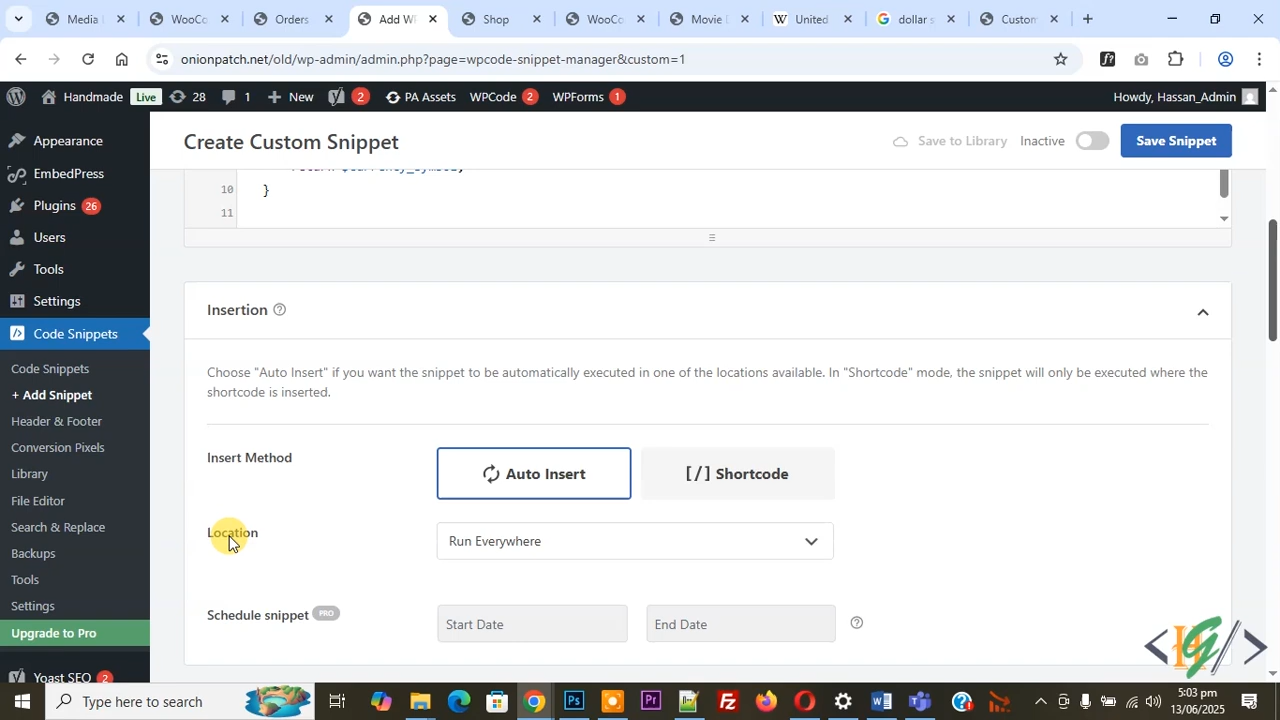 Media
WooCo
Orders
Add W
Shop
WooCo
Movie
United
dollar s
Custom
onionpatch.net/old/wp-admin/admin.php?page=wpcode-snippet-manager&custom=1
Handmade Live 28 1 New 2 PA Assets WPCode 2 WPForms 1 Howdy, Hassan_Admin
Appearance
EmbedPress
Plugins 26
Users
Tools
Settings
Code Snippets
Code Snippets
+ Add Snippet
Header & Footer
Conversion Pixels
Library
File Editor
Search & Replace
Backups
Tools
Settings
Upgrade to Pro
Yoast SEO 2
Create Custom Snippet
Save to Library Inactive Save Snippet
10 }
11
Insertion
Choose "Auto Insert" if you want the snippet to be automatically executed in one of the locations available. In "Shortcode" mode, the snippet will only be executed where the
shortcode is inserted.
Insert Method Auto Insert [/] Shortcode
Location Run Everywhere
Schedule snippet PRO Start Date End Date
Type here to search
5:03 pm
13/06/2025